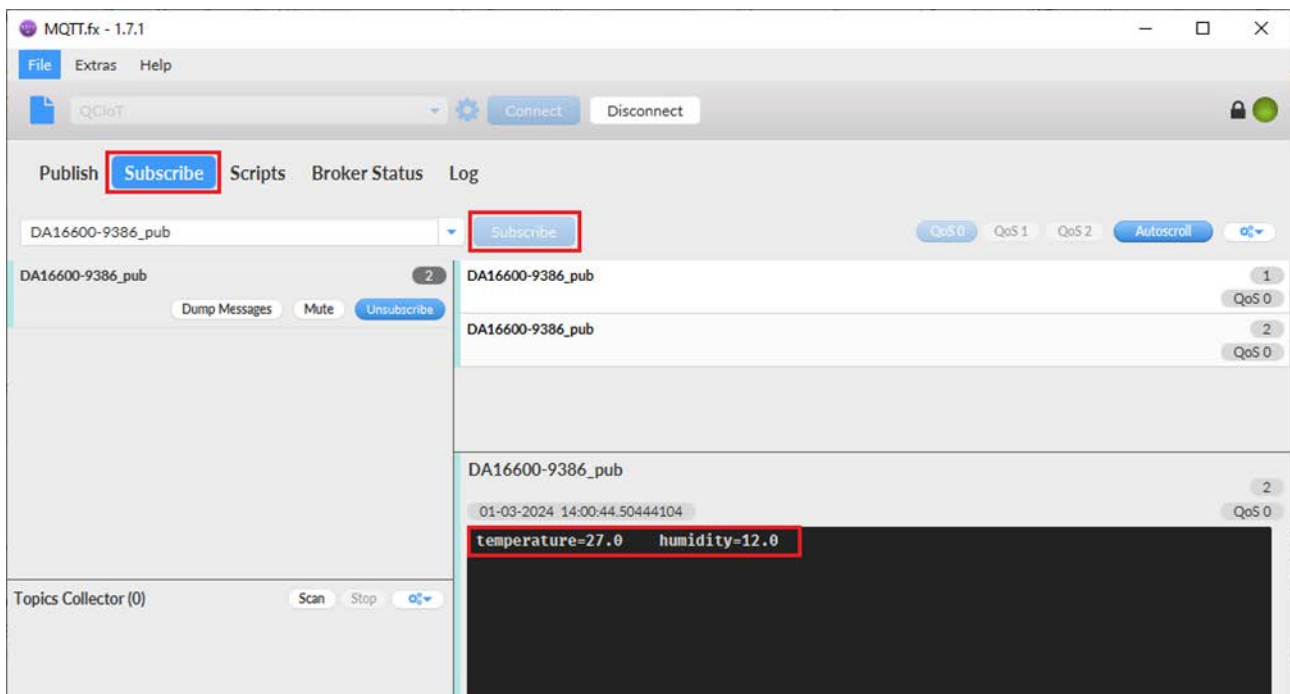 MQTT.fx - 1.7.1
File Extras Help
QCIoT Connect Disconnect
Publish Subscribe Scripts Broker Status Log
DA16600-9386_pub Subscribe QoS 0 QoS 1 QoS 2 Autoscroll
DA16600-9386_pub 2
Dump Messages Mute Unsubscribe
DA16600-9386_pub 1
QoS 0
DA16600-9386_pub 2
QoS 0
DA16600-9386_pub
2
01-03-2024 14:00:44.50444104 QoS 0
temperature=27.0 humidity=12.0
Topics Collector (0) Scan Stop